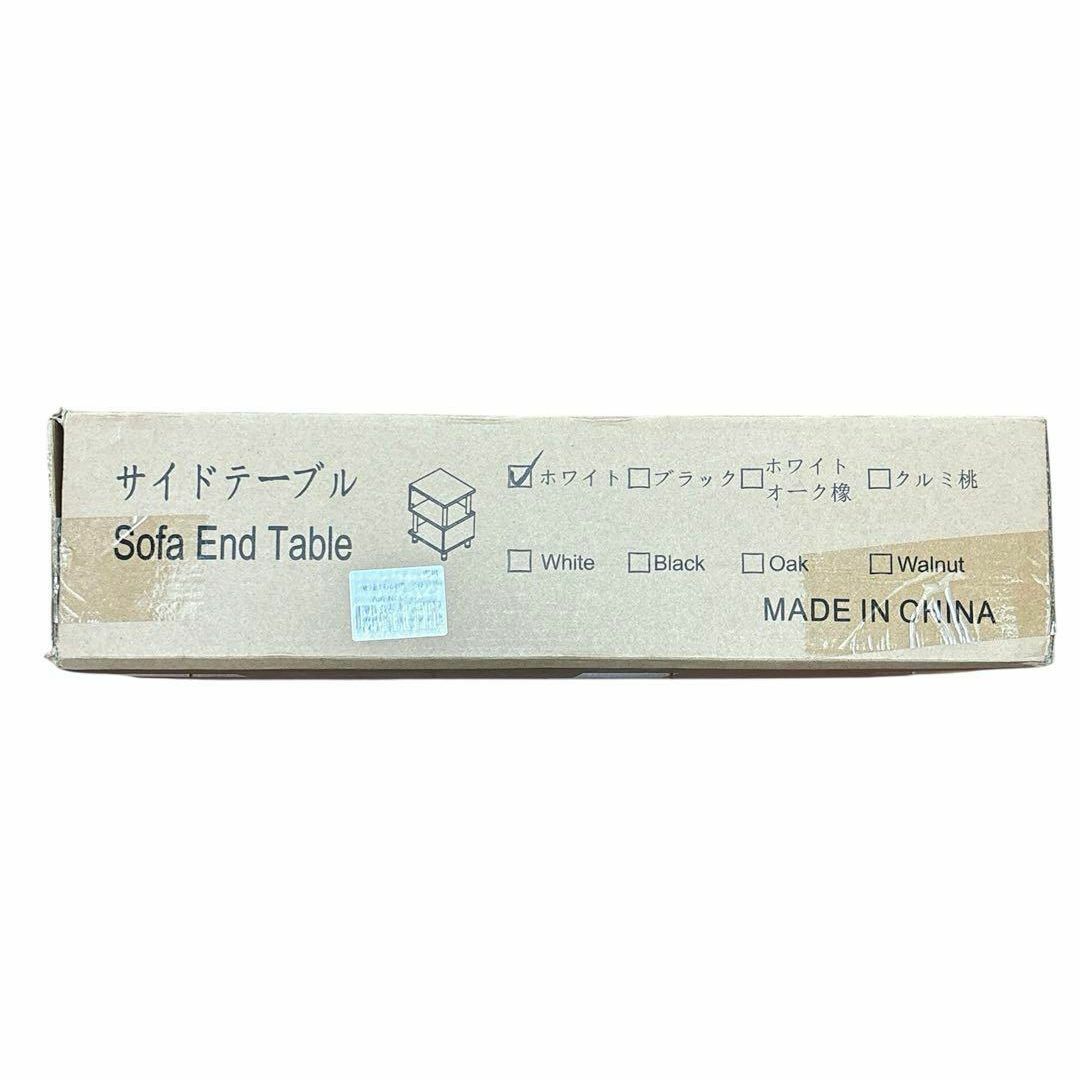 サイドテーブル
Sofa End Table
ホワイト ブラック ホワイト オーク橡 クルミ桃
White Black Oak Walnut
MADE IN CHINA